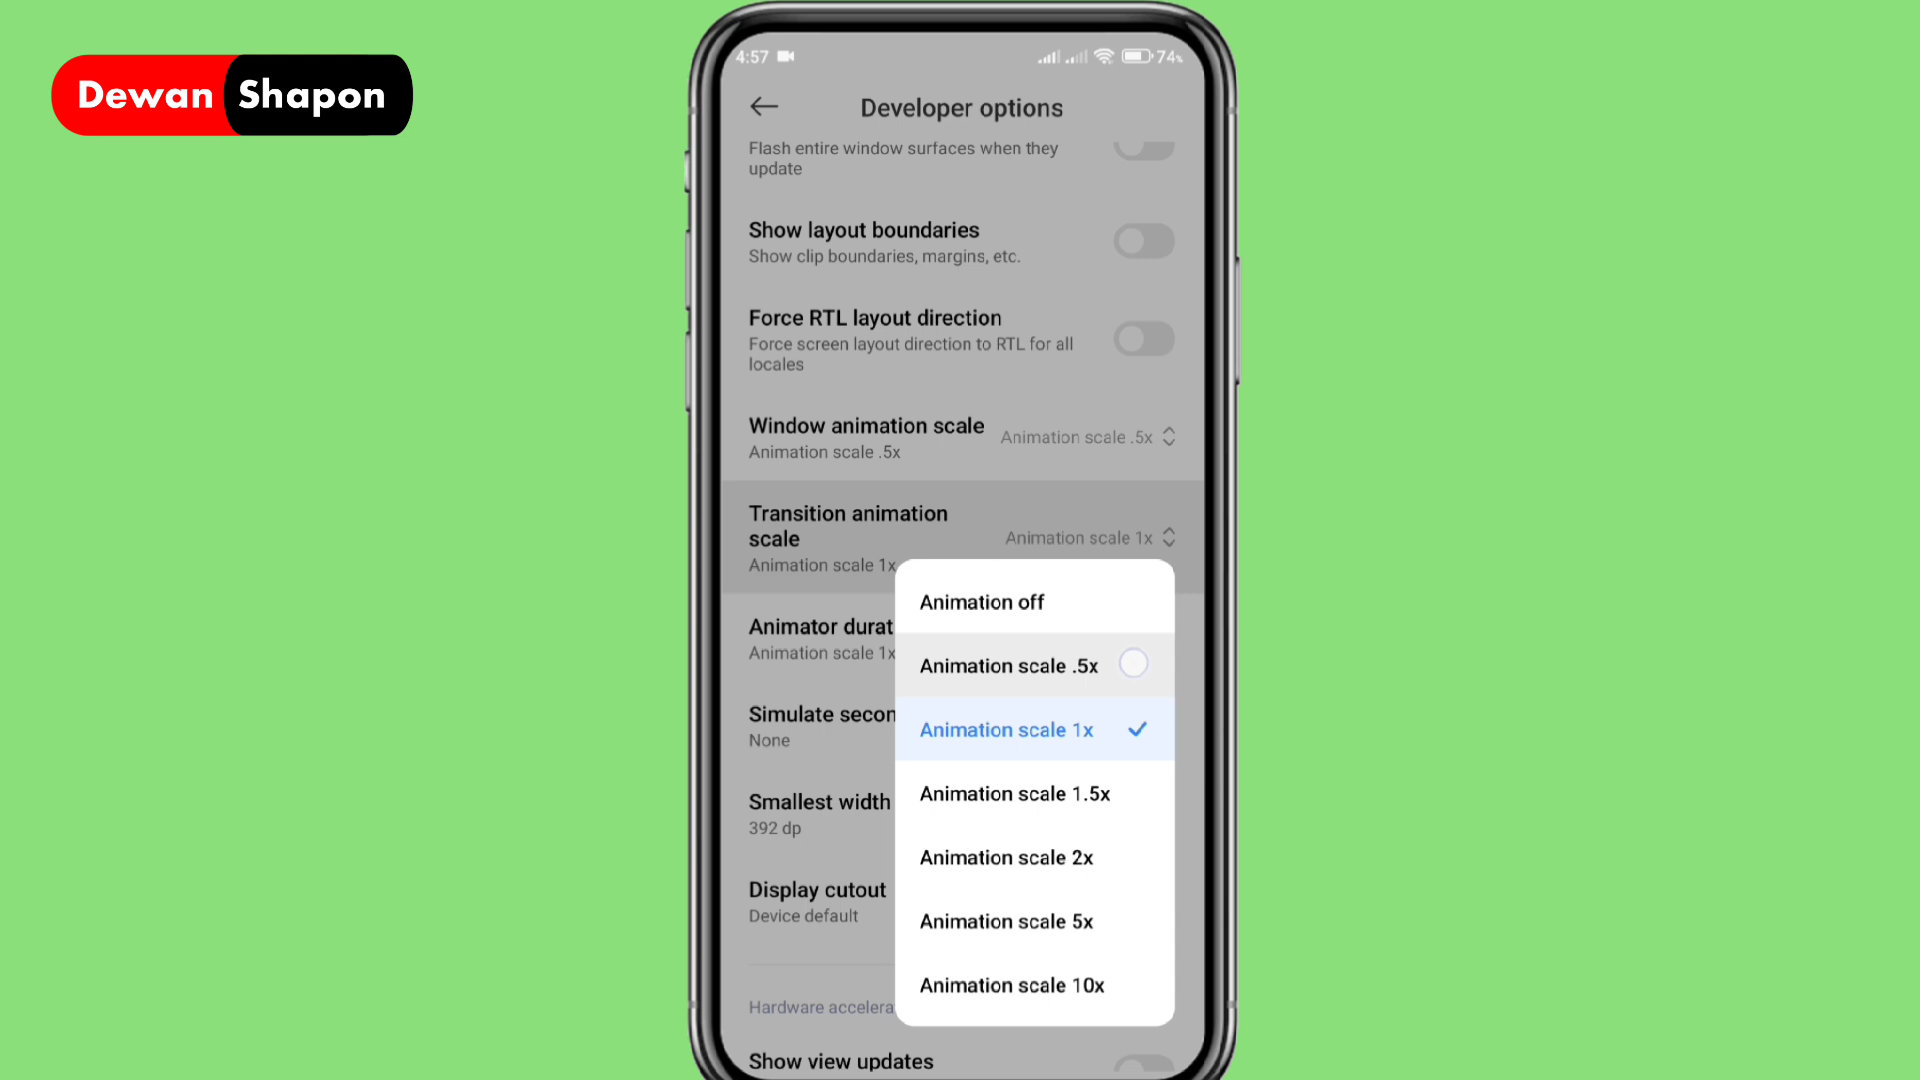 Dewan Shapon
4:57
74%
Developer options
Flash entire window surfaces when they
update
Show layout boundaries
Show clip boundaries, margins, etc.
Force RTL layout direction
Force screen layout direction to RTL for all
locales
Window animation scale
Animation scale .5x
Animation scale .5x
Transition animation
scale
Animation scale 1x
Animation scale 1x
Animation off
Animator durat
Animation scale 1x
Animation scale .5x
Simulate secon
None
Animation scale 1x
Smallest width
392 dp
Animation scale 1.5x
Animation scale 2x
Display cutout
Device default
Animation scale 5x
Animation scale 10x
Hardware accelera
Show view updates